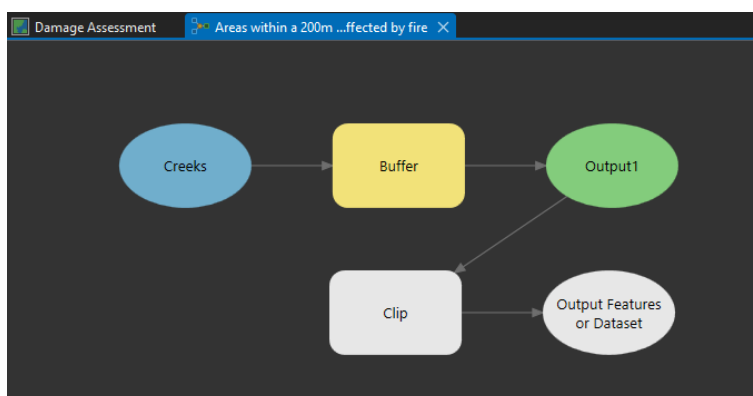 Damage Assessment
Areas within a 200m ...ffected by fire
Creeks
Buffer
Output1
Clip
Output Features
or Dataset